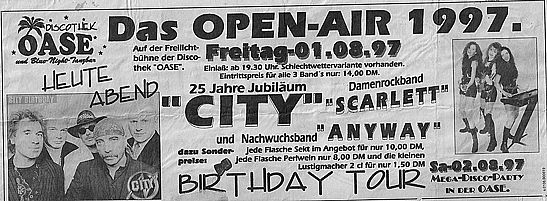 DISCOTHEK
"OASE"
und Blue-Night-Tanzbar
Das OPEN-AIR 1997.
Auf der Freilicht-
bühne der Disco-
thek "OASE".
Freitag-01.08.97
Einlaß: ab 19.30 Uhr. Schlechtwettervariante vorhanden.
Eintrittspreis für alle 3 Band's nur: 14,00 DM.
HEUTE
ABEND
25 Jahre Jubiläum
"CITY"
Damenrockband
"SCARLETT"
und Nachwuchsband
"ANYWAY"
dazu Sonder-
preise:
jede Flasche Sekt im Angebot für nur 10,00 DM,
jede Flasche Perlwein nur 8,00 DM und die kleinen
Lustigmacher 2 cl für nur 1,50 DM
BIRTHDAY TOUR
CITY
Sa-02.08.97
MEGA-DISCO-PARTY
IN DER OASE.